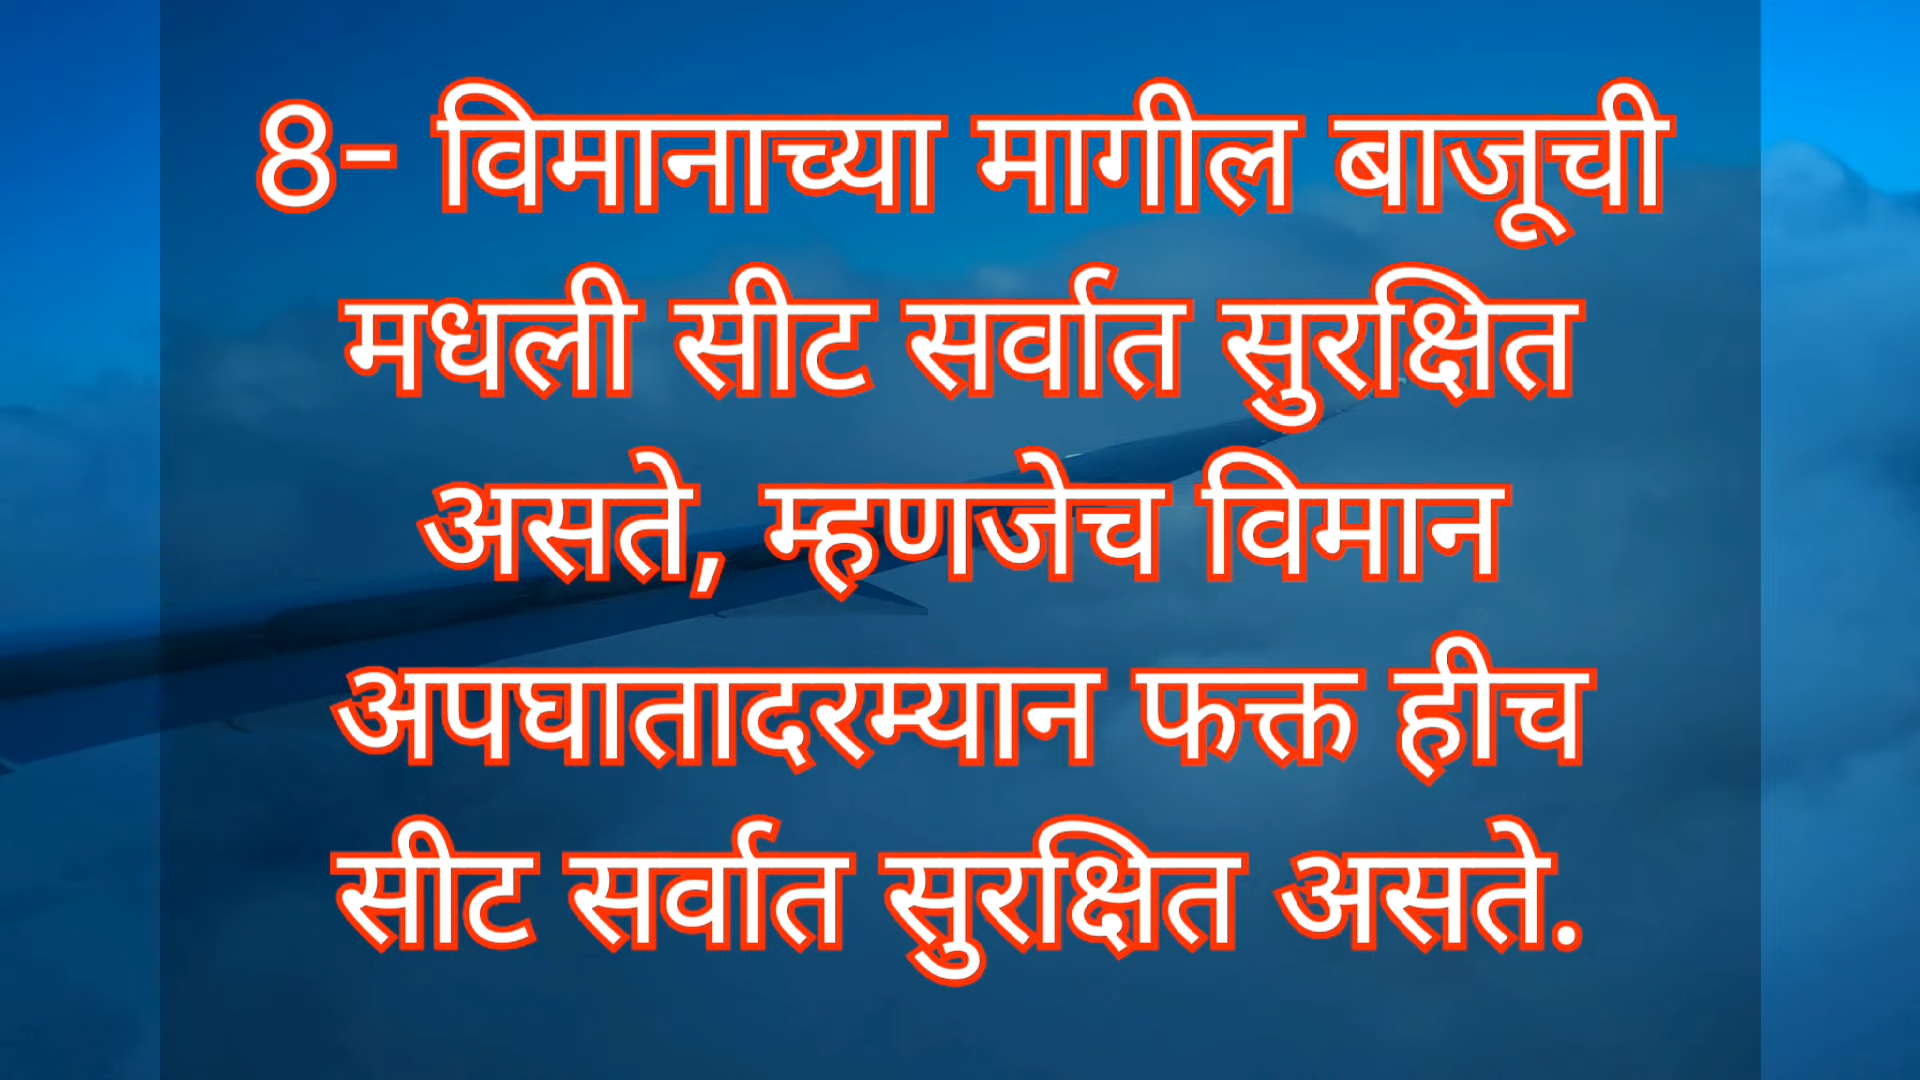 8- विमानाच्या मागील बाजूची
मधली सीट सर्वात सुरक्षित
असते, म्हणजेच विमान
अपघातादरम्यान फक्त हीच
सीट सर्वात सुरक्षित असते.